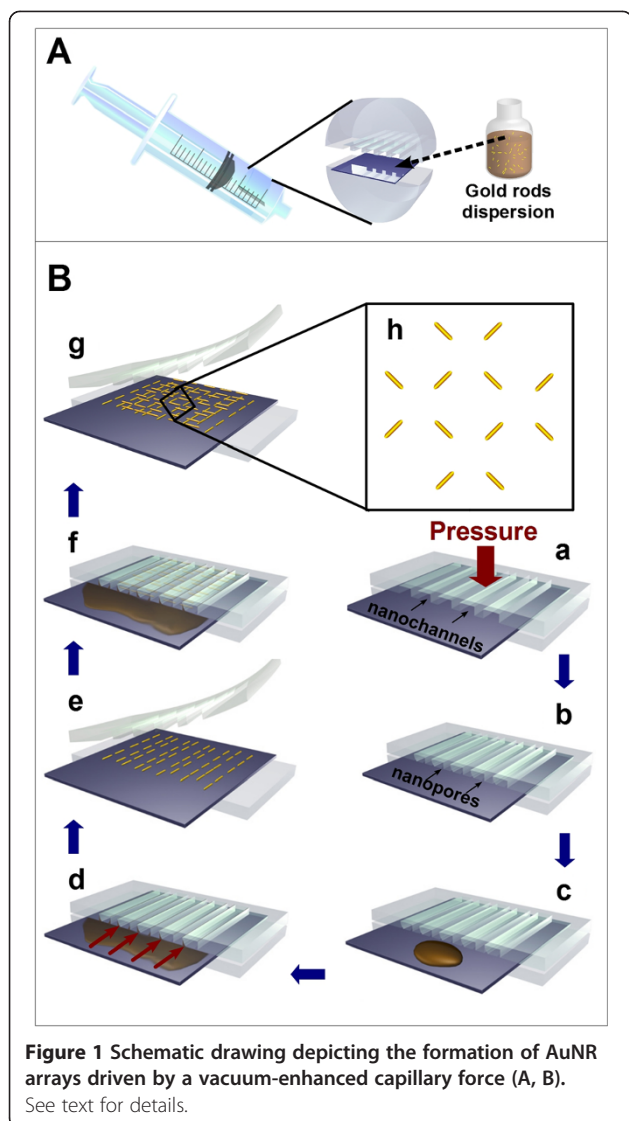 A
Gold rods
dispersion
B
g
h
f
Pressure
a
nanochannels
e
b
nanopores
d
c
Figure 1 Schematic drawing depicting the formation of AuNR
arrays driven by a vacuum-enhanced capillary force (A, B).
See text for details.